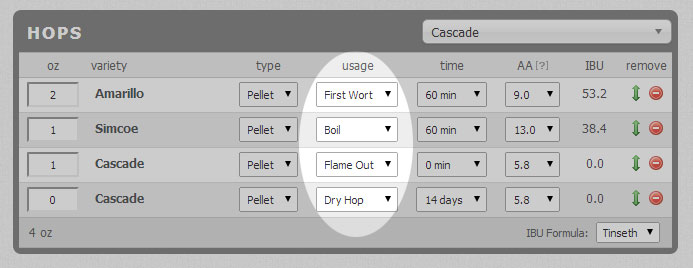 HOPS Cascade
oz variety type usage time AA [?] IBU remove
2 Amarillo Pellet First Wort 60 min 9.0 53.2
1 Simcoe Pellet Boil 60 min 13.0 38.4
1 Cascade Pellet Flame Out 0 min 5.8 0.0
0 Cascade Pellet Dry Hop 14 days 5.8 0.0
4 oz IBU Formula: Tinseth